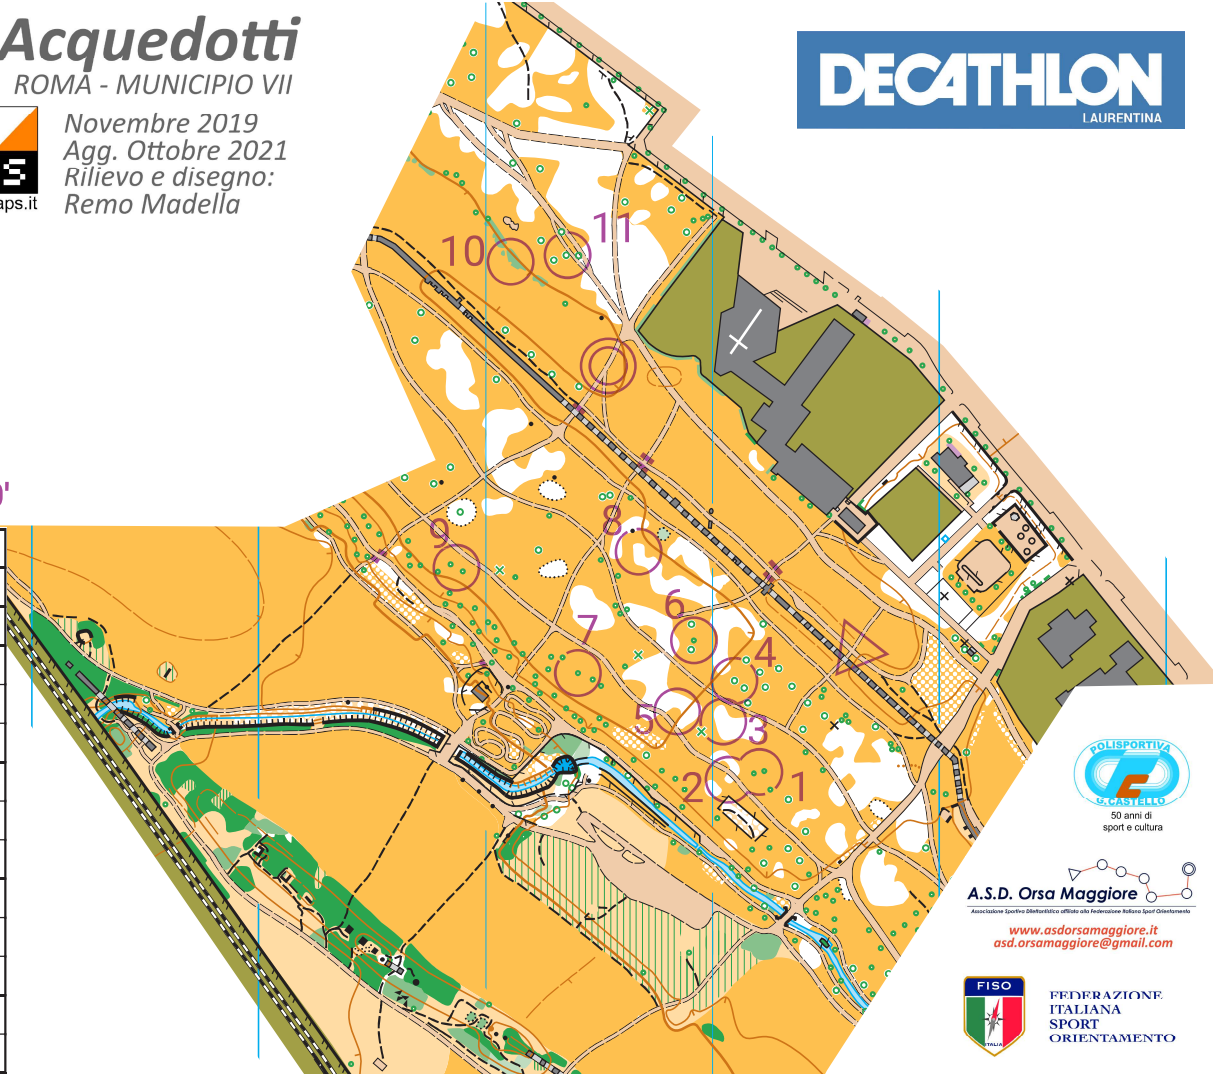 Acquedotti
ROMA - MUNICIPIO VII
Novembre 2019
Agg. Ottobre 2021
Rilievo e disegno:
Remo Madella
S
aps.it
DECATHLON
LAURENTINA
11
10
8
9
6
7
4
5
3
2
1
POLISPORTIVA
G.CASTELLO
50 anni di
sport e cultura
A.S.D. Orsa Maggiore
Associazione Sportiva Dilettantistica affiliata alla Federazione Italiana Sport Orientamento
www.asdorsamaggiore.it
asd.orsamaggiore@gmail.com
FISO
ITALIA
FEDERAZIONE
ITALIANA
SPORT
ORIENTAMENTO